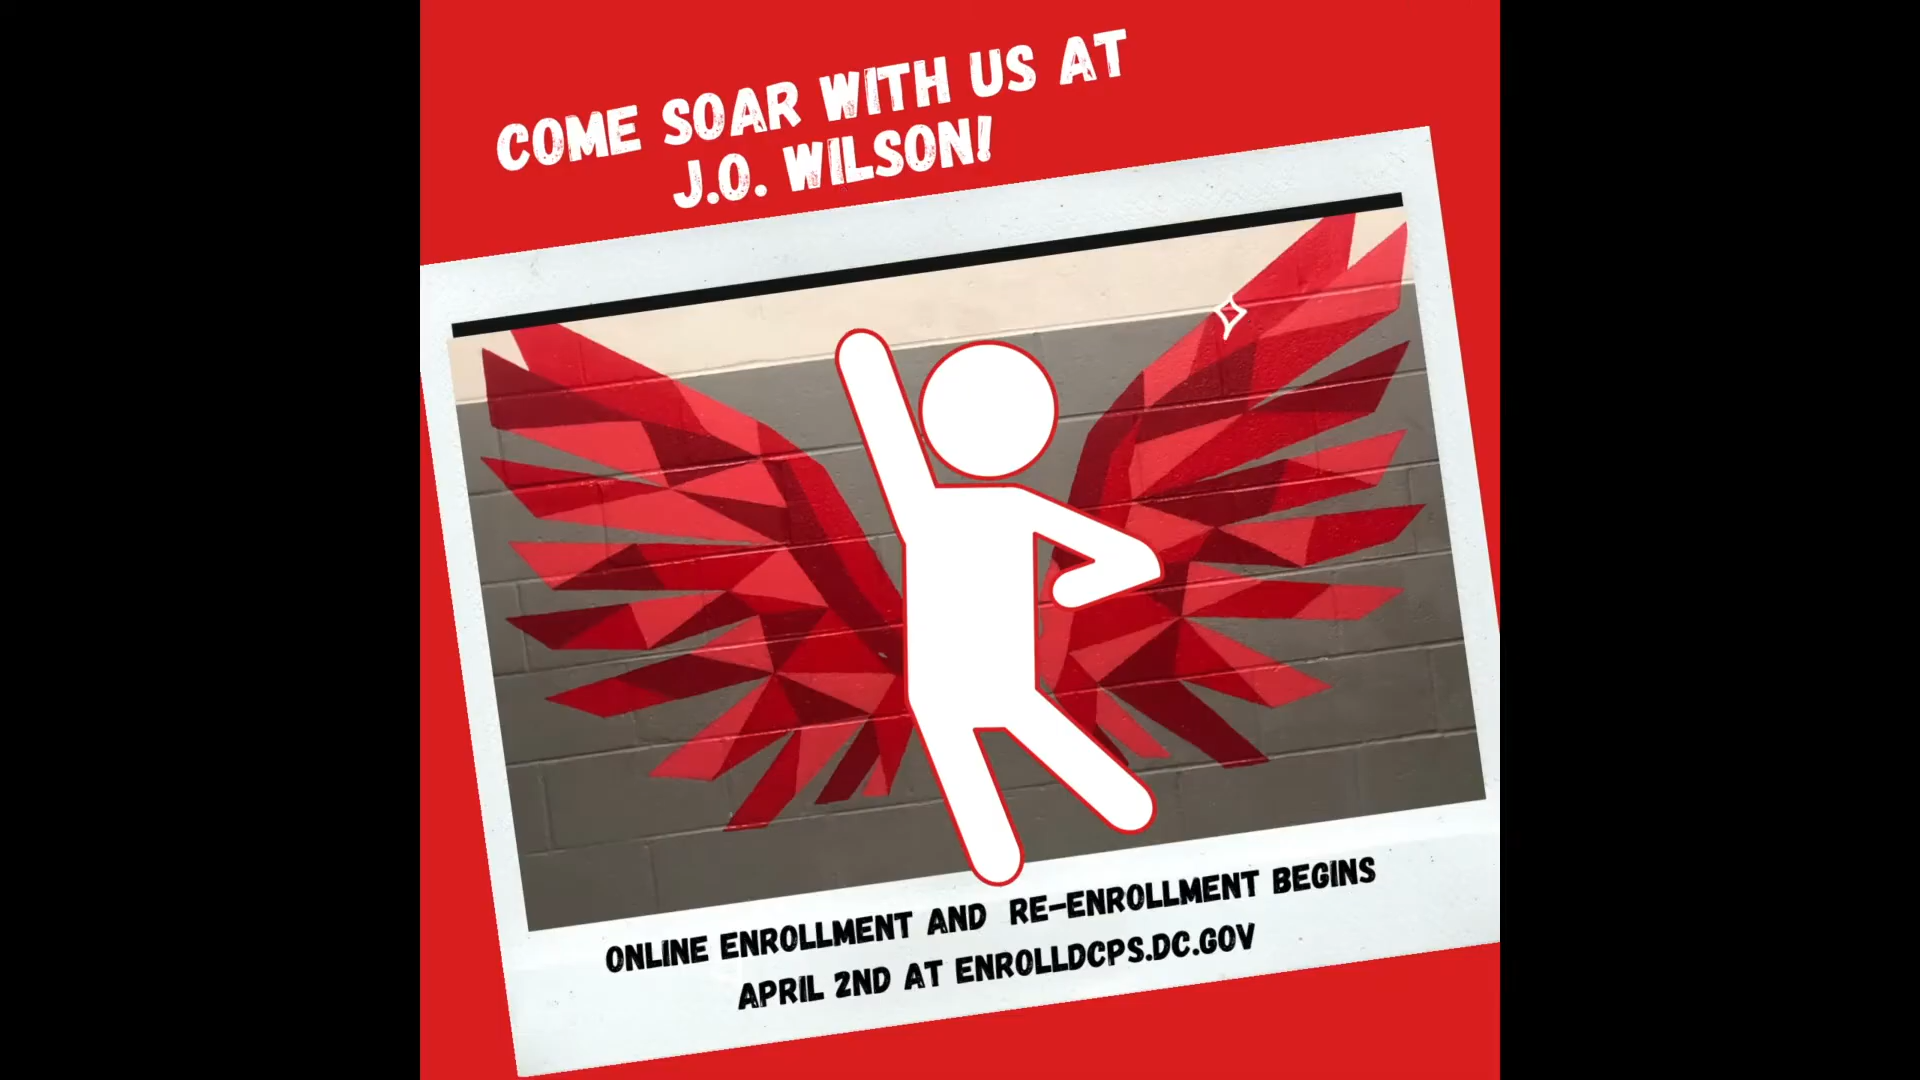 COME SOAR WITH US AT
J.O. WILSON!
ONLINE ENROLLMENT AND RE-ENROLLMENT BEGINS
APRIL 2ND AT ENROLLDCPS.DC.GOV